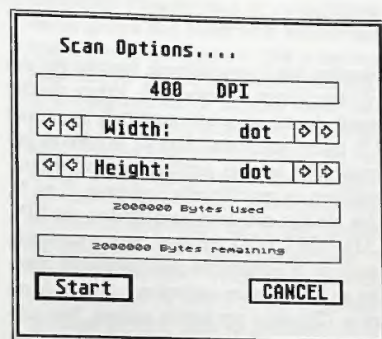 Scan Options....
400 DPI
Width: dot
Height: dot
2000000 Bytes Used
2000000 Bytes remaining
Start CANCEL